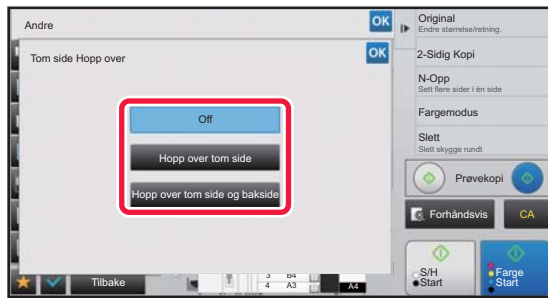 Andre
OK
Tom side Hopp over
OK
Off
Hopp over tom side
Hopp over tom side og bakside
Tilbake
3 B4
4 A3
A4
Original
Endre størrelse/retning.
2-Sidig Kopi
N-Opp
Sett flere sider i én side
Fargemodus
Slett
Slett skygge rundt
Prøvekopi
Forhåndsvis
CA
S/H
Start
Farge
Start